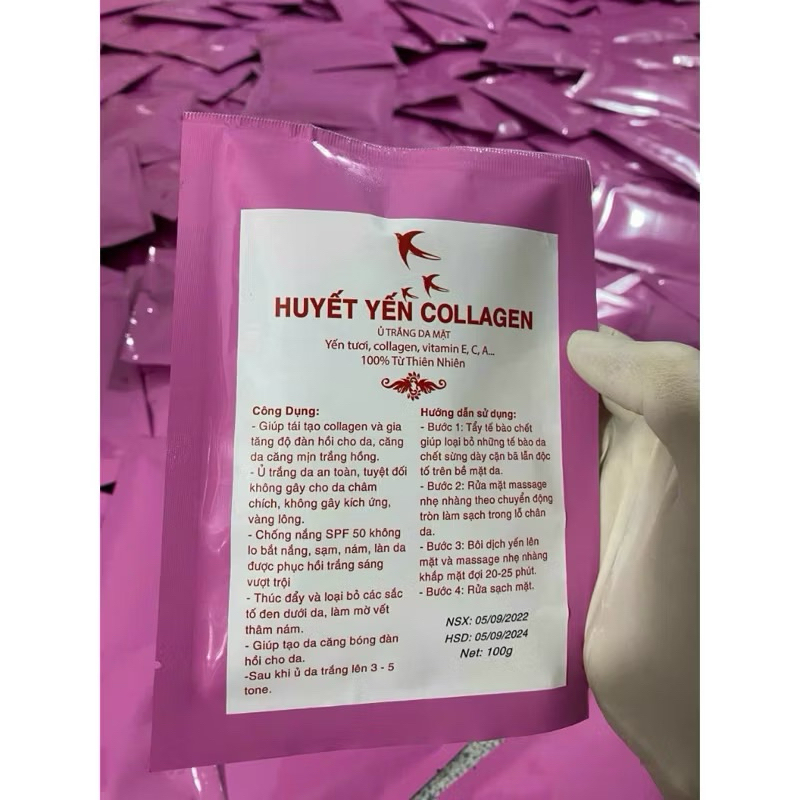 HUYẾT YẾN COLLAGEN
Ủ TRẮNG DA MẶT
Yến tươi, collagen, vitamin E, C, A...
100% Từ Thiên Nhiên
Công Dụng:
- Giúp tái tạo collagen và gia
tăng độ đàn hồi cho da, căng
da căng mịn trắng hồng.
- Ủ trắng da an toàn, tuyệt đối
không gây cho da châm
chích, không gây kích ứng,
vàng lông.
- Chống nắng SPF 50 không
lo bắt nắng, sạm, nám, làn da
được phục hồi trắng sáng
vượt trội
- Thúc đẩy và loại bỏ các sắc
tố đen dưới da, làm mờ vết
thâm nám.
- Giúp tạo da căng bóng đàn
hồi cho da.
-Sau khi ủ da trắng lên 3 - 5
tone.
Hướng dẫn sử dụng:
- Bước 1: Tẩy tế bào chết
giúp loại bỏ những tế bào da
chết sừng dày cặn bã lẫn độc
tố trên bề mặt da.
- Bước 2: Rửa mặt massage
nhẹ nhàng theo chuyển động
tròn làm sạch trong lỗ chân
da.
- Bước 3: Bôi dịch yến lên
mặt và massage nhẹ nhàng
khắp mặt đợi 20-25 phút.
- Bước 4: Rửa sạch mặt.
NSX: 05/09/2022
HSD: 05/09/2024
Net: 100g